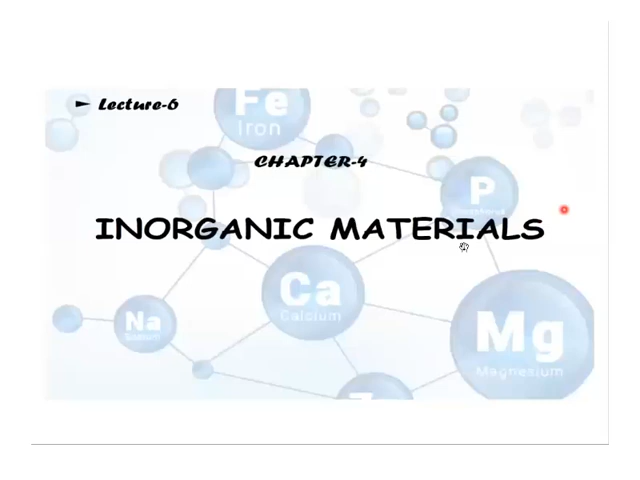 ► Lecture-6
Fe
Iron
CHAPTER-4
P
INORGANIC MATERIALS
Ca
Calcium
Na
Mg
Magnesium